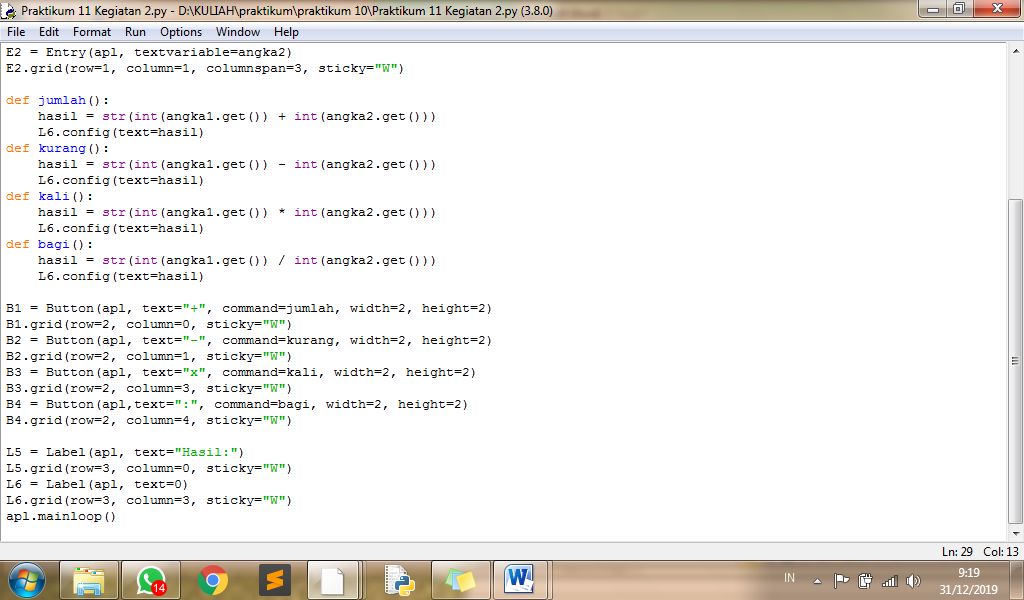 Praktikum 11 Kegiatan 2.py - D:\KULIAH\praktikum\praktikum 10\Praktikum 11 Kegiatan 2.py (3.8.0)
File Edit Format Run Options Window Help
E2 = Entry(apl, textvariable=angka2)
E2.grid(row=1, column=1, columnspan=3, sticky="W")
def jumlah():
    hasil = str(int(angka1.get()) + int(angka2.get()))
    L6.config(text=hasil)
def kurang():
    hasil = str(int(angka1.get()) - int(angka2.get()))
    L6.config(text=hasil)
def kali():
    hasil = str(int(angka1.get()) * int(angka2.get()))
    L6.config(text=hasil)
def bagi():
    hasil = str(int(angka1.get()) / int(angka2.get()))
    L6.config(text=hasil)
B1 = Button(apl, text="+", command=jumlah, width=2, height=2)
B1.grid(row=2, column=0, sticky="W")
B2 = Button(apl, text="-", command=kurang, width=2, height=2)
B2.grid(row=2, column=1, sticky="W")
B3 = Button(apl, text="x", command=kali, width=2, height=2)
B3.grid(row=2, column=3, sticky="W")
B4 = Button(apl,text=":", command=bagi, width=2, height=2)
B4.grid(row=2, column=4, sticky="W")
L5 = Label(apl, text="Hasil:")
L5.grid(row=3, column=0, sticky="W")
L6 = Label(apl, text=0)
L6.grid(row=3, column=3, sticky="W")
apl.mainloop()
Ln: 29 Col: 13
14
W
IN
9:19
31/12/2019